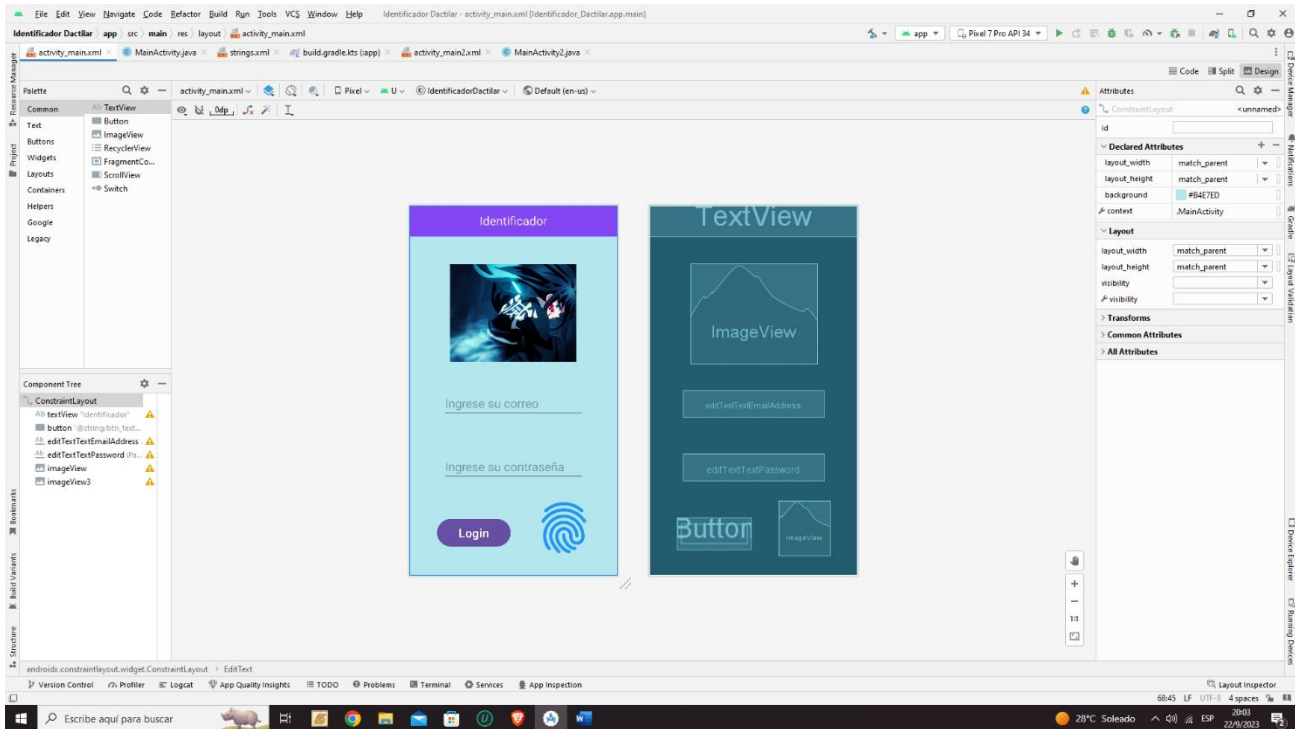 File Edit View Navigate Code Refactor Build Run Tools VCS Window Help Identificador Dactilar - activity_main.xml [Identificador_Dactilar.app.main]
Identificador Dactilar app src main res layout activity_main.xml app Pixel 7 Pro API 34
activity_main.xml MainActivity.java strings.xml build.gradle.kts (:app) activity_main2.xml MainActivity2.java
Code Split Design
Palette activity_main.xml Pixel U IdentificadorDactilar Default (en-us) Attributes
Common Ab TextView 0dp ConstraintLayout <unnamed>
Text Button
Buttons ImageView
Widgets RecyclerView
Layouts FragmentCo...
Containers ScrollView
Helpers Switch
Google
Legacy
id
Declared Attributes
layout_width match_parent
layout_height match_parent
background #B4E7ED
context .MainActivity
Layout
layout_width match_parent
layout_height match_parent
visibility
visibility
Transforms
Common Attributes
All Attributes
Component Tree
ConstraintLayout
Ab textView "Identificador"
button "@string/btn_text...
Ab editTextTextEmailAddress
Ab editTextTextPassword (Pa...
imageView
imageView3
Identificador
Ingrese su correo
Ingrese su contraseña
Login
TextView
ImageView
editTextTextEmailAddress
editTextTextPassword
Button
ImageView
1:1
Resource Manager
Project
Bookmarks
Build Variants
Structure
Device Manager
Notifications
Gradle
Layout Validation
Device Explorer
Running Devices
androidx.constraintlayout.widget.ConstraintLayout EditText
Version Control Profiler Logcat App Quality Insights TODO Problems Terminal Services App Inspection Layout Inspector
68:45 LF UTF-8 4 spaces
Escribe aquí para buscar 28°C Soleado ESP 20:03
22/9/2023